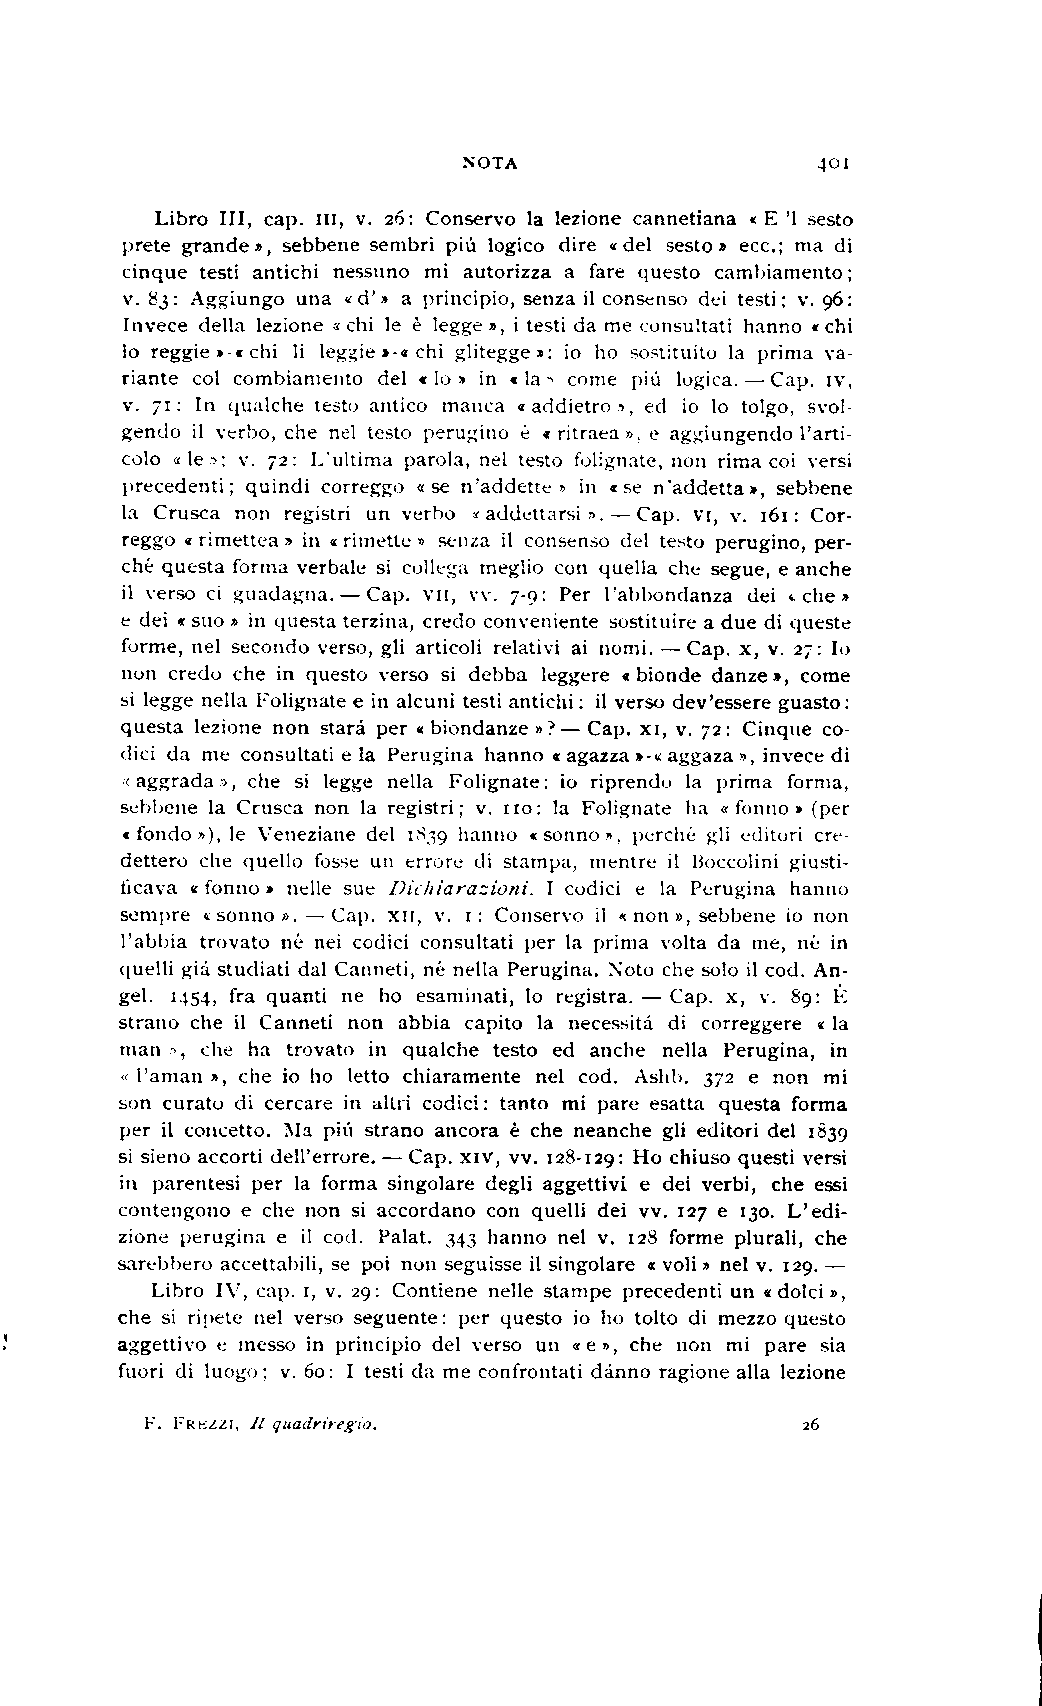 NOTA 401
Libro III, cap. III, v. 26: Conservo la lezione cannetiana « E 'l sesto
prete grande », sebbene sembri piú logico dire « del sesto » ecc.; ma di
cinque testi antichi nessuno mi autorizza a fare questo cambiamento;
v. 83: Aggiungo una « d' » a principio, senza il consenso dei testi; v. 96:
Invece della lezione « chi le è legge », i testi da me consultati hanno « chi
lo reggie »-« chi li leggie »-« chi glitegge »: io ho sostituito la prima va-
riante col combiamento del « lo » in « la » come piú logica. — Cap. IV,
v. 71: In qualche testo antico manca « addietro », ed io lo tolgo, svol-
gendo il verbo, che nel testo perugino è « ritraea », e aggiungendo l'arti-
colo « le »: v. 72: L'ultima parola, nel testo folignate, non rima coi versi
precedenti; quindi correggo « se n'addette » in « se n'addetta », sebbene
la Crusca non registri un verbo « addettarsi ». — Cap. VI, v. 161: Cor-
reggo « rimettea » in « rimette » senza il consenso del testo perugino, per-
ché questa forma verbale si collega meglio con quella che segue, e anche
il verso ci guadagna. — Cap. VII, vv. 7-9: Per l'abbondanza dei « che »
e dei « suo » in questa terzina, credo conveniente sostituire a due di queste
forme, nel secondo verso, gli articoli relativi ai nomi. — Cap. X, v. 27: Io
non credo che in questo verso si debba leggere « bionde danze », come
si legge nella Folignate e in alcuni testi antichi: il verso dev'essere guasto:
questa lezione non stará per « biondanze »? — Cap. XI, v. 72: Cinque co-
dici da me consultati e la Perugina hanno « agazza »-« aggaza », invece di
« aggrada », che si legge nella Folignate: io riprendo la prima forma,
sebbene la Crusca non la registri; v. 110: la Folignate ha « fonno » (per
« fondo »), le Veneziane del 1839 hanno « sonno », perché gli editori cre-
dettero che quello fosse un errore di stampa, mentre il Boccolini giusti-
ficava « fonno » nelle sue Dichiarazioni. I codici e la Perugina hanno
sempre « sonno ». — Cap. XII, v. 1: Conservo il « non », sebbene io non
l'abbia trovato né nei codici consultati per la prima volta da me, né in
quelli giá studiati dal Canneti, né nella Perugina. Noto che solo il cod. An-
gel. 1454, fra quanti ne ho esaminati, lo registra. — Cap. X, v. 89: È
strano che il Canneti non abbia capito la necessitá di correggere « la
man », che ha trovato in qualche testo ed anche nella Perugina, in
« l'aman », che io ho letto chiaramente nel cod. Ashb. 372 e non mi
son curato di cercare in altri codici: tanto mi pare esatta questa forma
per il concetto. Ma piú strano ancora è che neanche gli editori del 1839
si sieno accorti dell'errore. — Cap. XIV, vv. 128-129: Ho chiuso questi versi
in parentesi per la forma singolare degli aggettivi e dei verbi, che essi
contengono e che non si accordano con quelli dei vv. 127 e 130. L'edi-
zione perugina e il cod. Palat. 343 hanno nel v. 128 forme plurali, che
sarebbero accettabili, se poi non seguisse il singolare « voli » nel v. 129. —
Libro IV, cap. I, v. 29: Contiene nelle stampe precedenti un « dolci »,
che si ripete nel verso seguente: per questo io ho tolto di mezzo questo
aggettivo e messo in principio del verso un « e », che non mi pare sia
fuori di luogo; v. 60: I testi da me confrontati dánno ragione alla lezione
F. FREZZI, Il quadriregio. 26